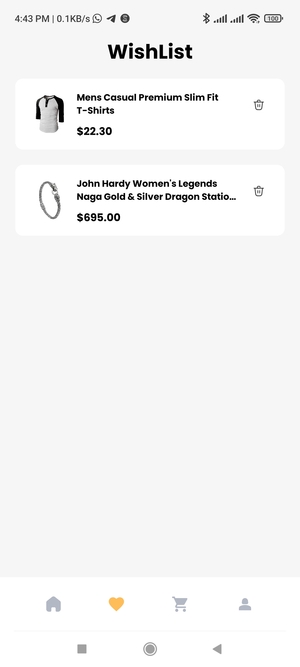 4:43 PM | 0.1KB/s
100
WishList
Mens Casual Premium Slim Fit
T-Shirts
$22.30
John Hardy Women's Legends
Naga Gold & Silver Dragon Statio...
$695.00